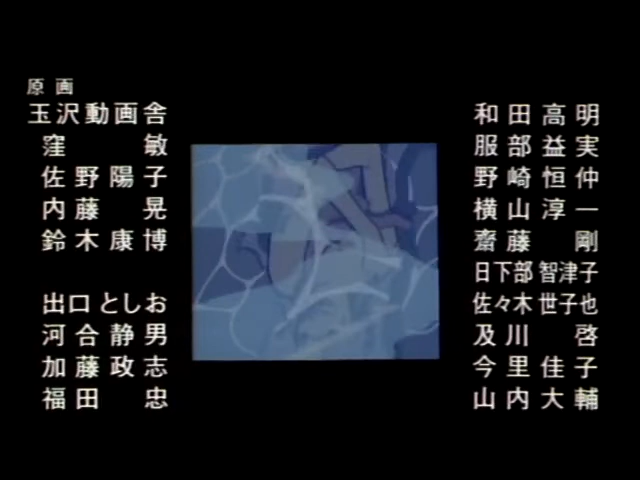 原画
玉沢動画舎
窪 敏
佐野陽子
内藤 晃
鈴木康博
出口としお
河合静男
加藤政志
福田 忠
和田高明
服部益実
野崎恒仲
横山淳一
齋藤 剛
日下部智津子
佐々木世子也
及川 啓
今里佳子
山内大輔